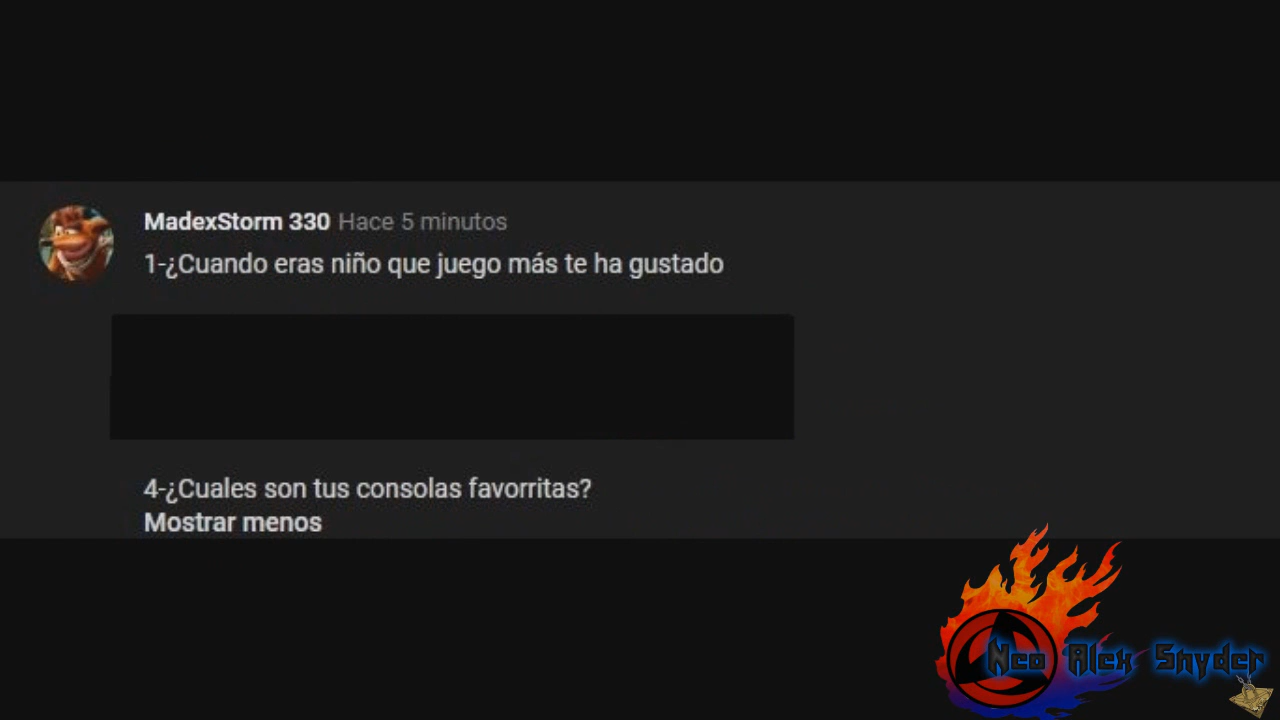 MadexStorm 330 Hace 5 minutos
1-¿Cuando eras niño que juego más te ha gustado
4-¿Cuales son tus consolas favorritas?
Mostrar menos
Neo Alex Snyder